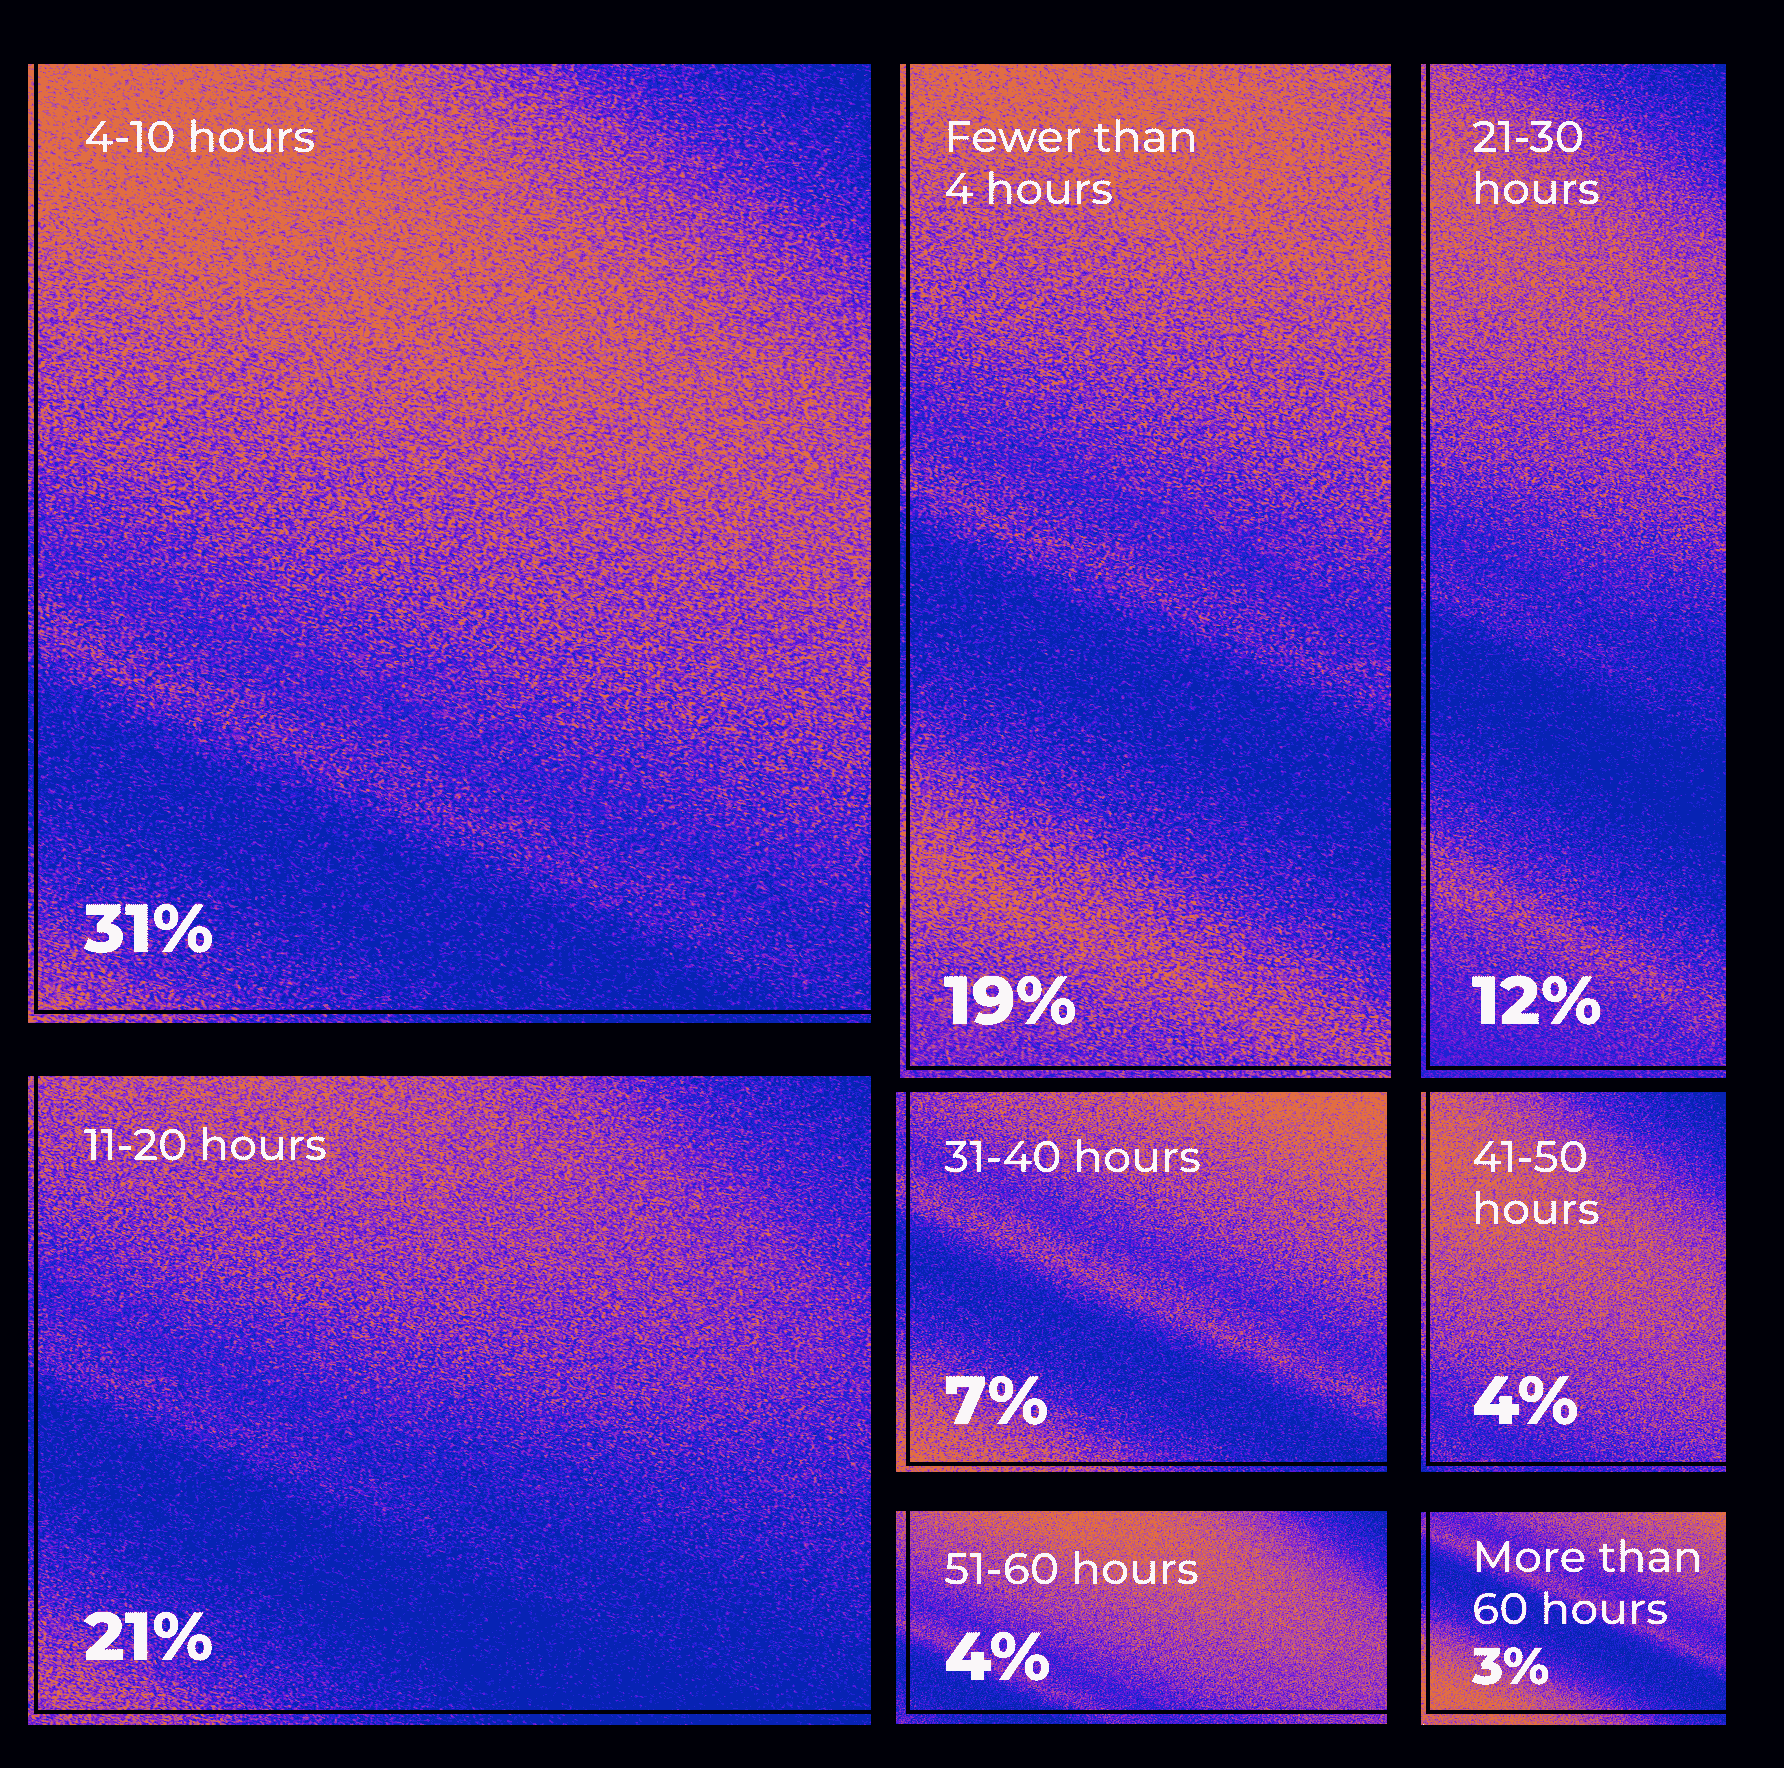 4-10 hours
31%
Fewer than
4 hours
19%
21-30
hours
12%
11-20 hours
21%
31-40 hours
7%
41-50
hours
4%
51-60 hours
4%
More than
60 hours
3%